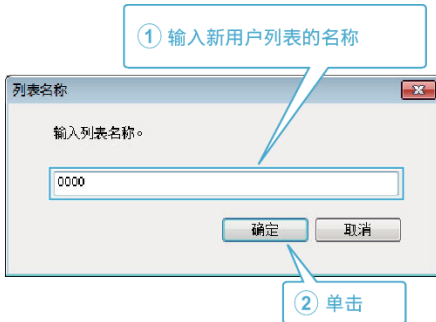 ① 输入新用户列表的名称
列表名称
输入列表名称。
0000
确定
取消
② 单击